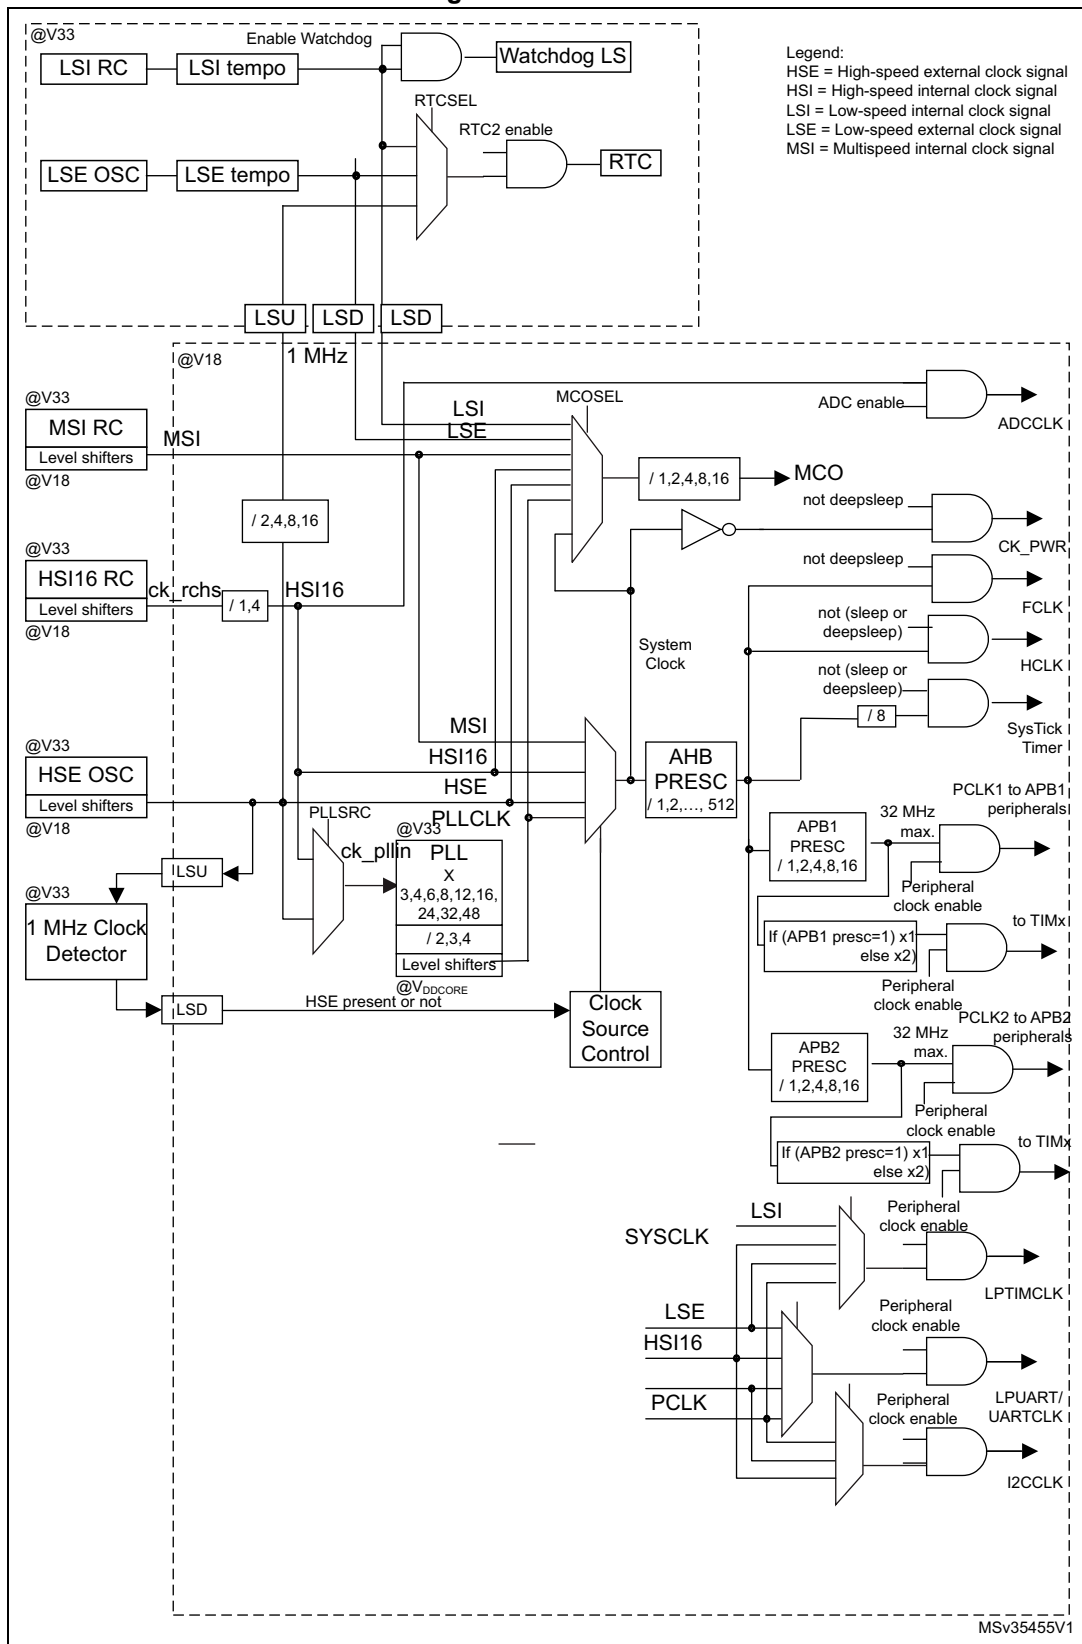 @V33
Enable Watchdog
LSI RC
LSI tempo
Watchdog LS
Legend:
HSE = High-speed external clock signal
HSI = High-speed internal clock signal
LSI = Low-speed internal clock signal
LSE = Low-speed external clock signal
MSI = Multispeed internal clock signal
RTCSEL
RTC2 enable
LSE OSC
LSE tempo
RTC
LSU
LSD
LSD
@V18
1 MHz
@V33
MSI RC
Level shifters
@V18
MSI
LSI
LSE
MCOSEL
ADC enable
ADCCLK
/ 1,2,4,8,16
MCO
/ 2,4,8,16
not deepsleep
CK_PWR
@V33
HSI16 RC
Level shifters
@V18
ck_rchs
/ 1,4
HSI16
not deepsleep
FCLK
System
Clock
not (sleep or
deepsleep)
HCLK
not (sleep or
deepsleep)
/ 8
SysTick
Timer
@V33
HSE OSC
Level shifters
@V18
MSI
HSI16
HSE
PLLCLK
AHB
PRESC
/ 1,2,..., 512
PLLSRC
ck_pllin
@V33
PLL
X
3,4,6,8,12,16,
24,32,48
/ 2,3,4
Level shifters
@VDDCORE
PCLK1 to APB1
peripherals
32 MHz
max.
APB1
PRESC
/ 1,2,4,8,16
Peripheral
clock enable
LSU
@V33
1 MHz Clock
Detector
If (APB1 presc=1) x1
else x2)
to TIMx
Peripheral
clock enable
LSD
HSE present or not
Clock
Source
Control
PCLK2 to APB2
peripherals
32 MHz
max.
APB2
PRESC
/ 1,2,4,8,16
Peripheral
clock enable
If (APB2 presc=1) x1
else x2)
to TIMx
Peripheral
clock enable
LSI
SYSCLK
LPTIMCLK
LSE
HSI16
PCLK
Peripheral
clock enable
LPUART/
UARTCLK
Peripheral
clock enable
I2CCLK
MSv35455V1